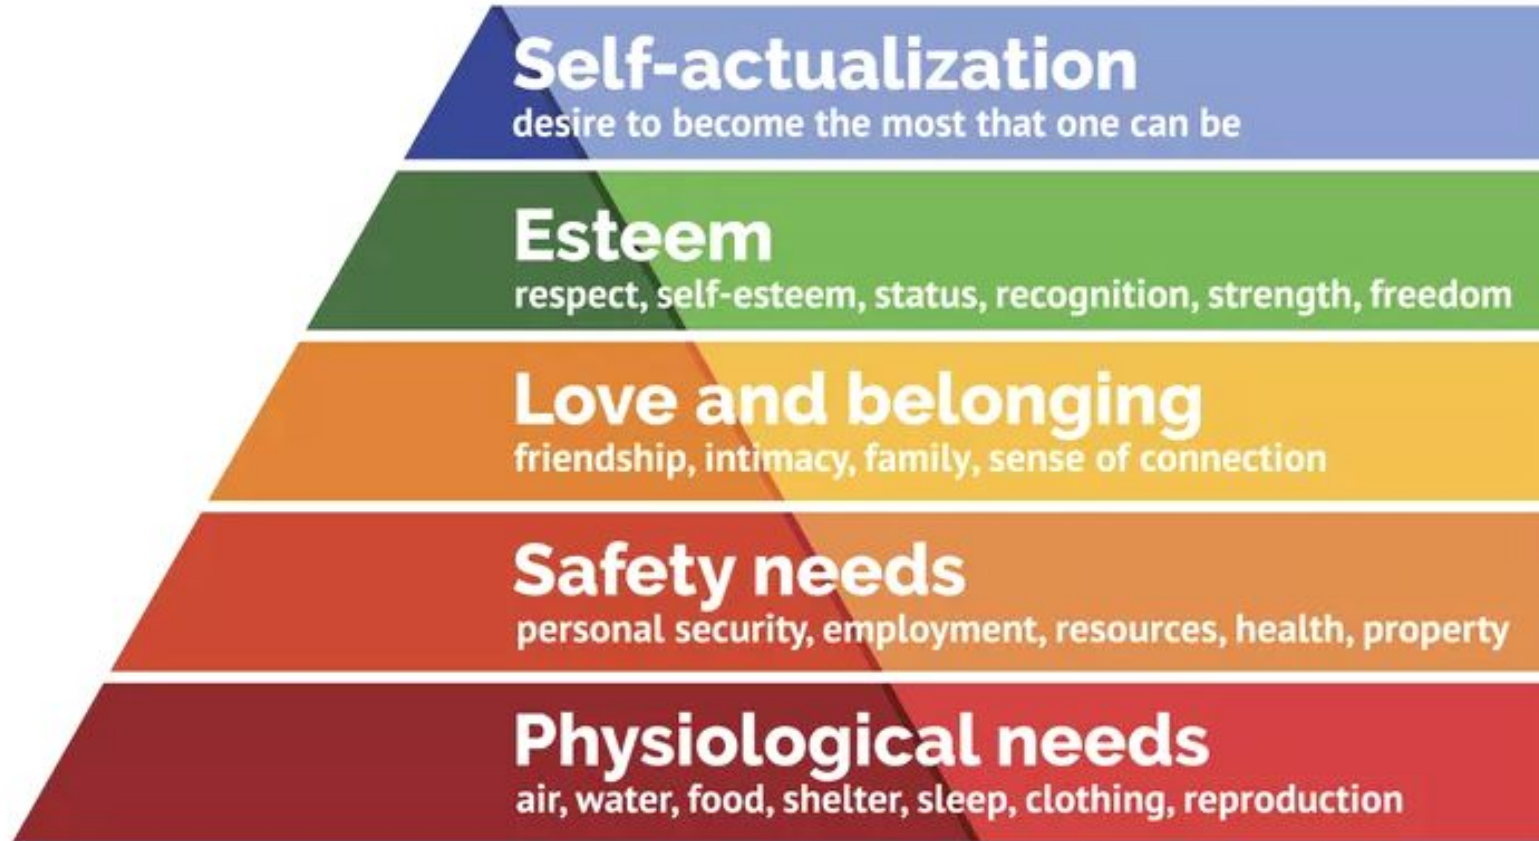 Self-actualization
desire to become the most that one can be
Esteem
respect, self-esteem, status, recognition, strength, freedom
Love and belonging
friendship, intimacy, family, sense of connection
Safety needs
personal security, employment, resources, health, property
Physiological needs
air, water, food, shelter, sleep, clothing, reproduction